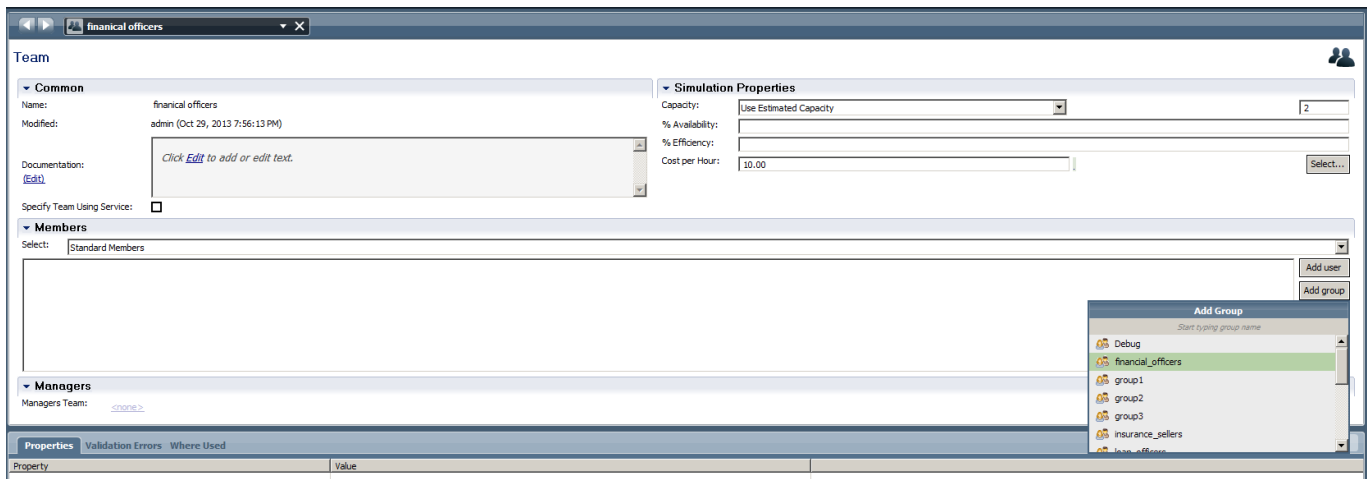 finanical officers
Team
Common
Simulation Properties
Name: finanical officers
Capacity: Use Estimated Capacity 2
Modified: admin (Oct 29, 2013 7:56:13 PM)
% Availability:
% Efficiency:
Click Edit to add or edit text.
Documentation:
(Edit)
Cost per Hour: 10.00 Select...
Specify Team Using Service:
Members
Select: Standard Members
Add user
Add group
Add Group
Start typing group name
Debug
financial_officers
group1
group2
group3
insurance_sellers
loan_officers
Managers
Managers Team: <none>
Properties Validation Errors Where Used
Property Value